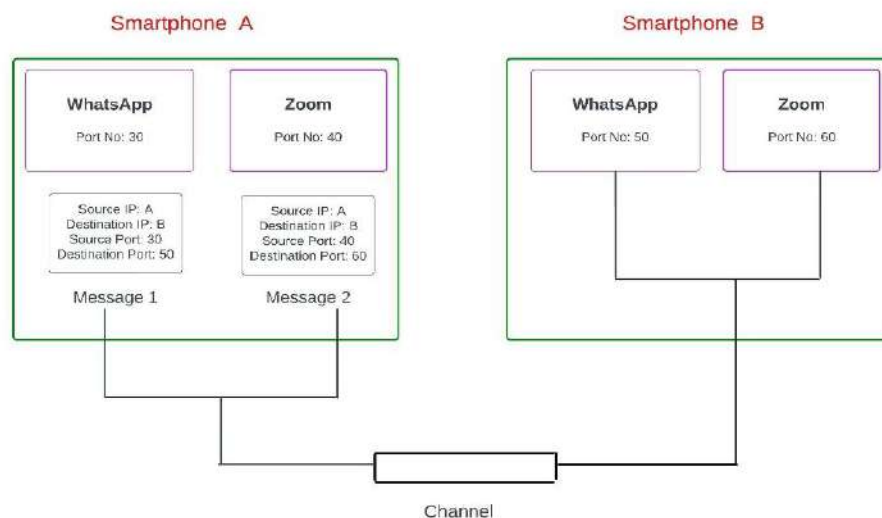 Smartphone A
Smartphone B
WhatsApp
Port No: 30
Zoom
Port No: 40
WhatsApp
Port No: 50
Zoom
Port No: 60
Source IP: A
Destination IP: B
Source Port: 30
Destination Port: 50
Source IP: A
Destination IP: B
Source Port: 40
Destination Port: 60
Message 1
Message 2
Channel